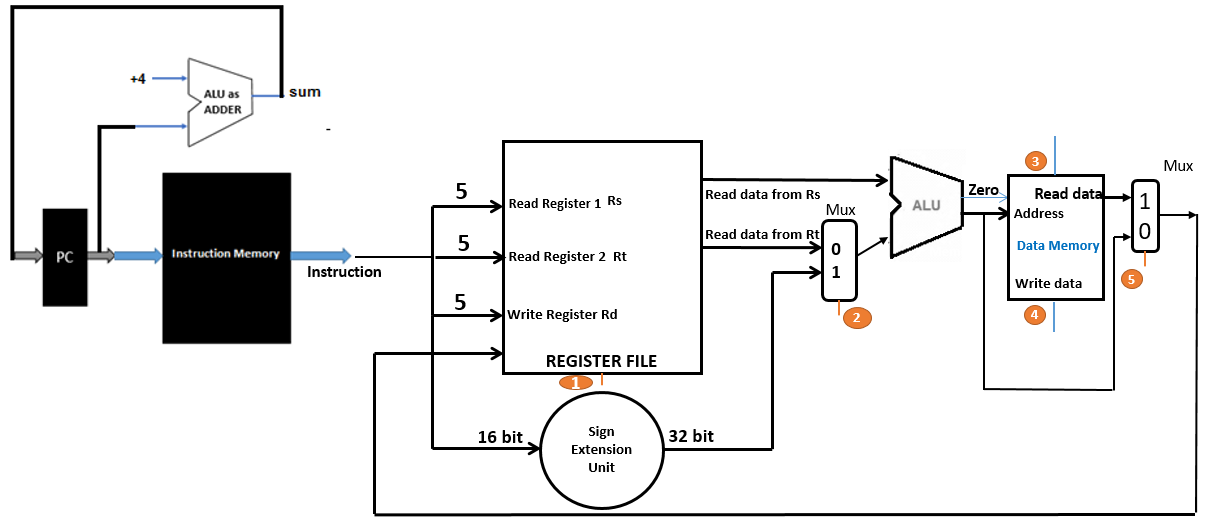 +4
ALU as
ADDER
sum
-
PC
Instruction Memory
Instruction
5
Read Register 1 Rs
5
Read Register 2 Rt
5
Write Register Rd
REGISTER FILE
1
16 bit
Sign
Extension
Unit
32 bit
Read data from Rs
Read data from Rt
Mux
0
1
2
ALU
Zero
3
Read data
Address
Data Memory
Write data
4
Mux
1
0
5